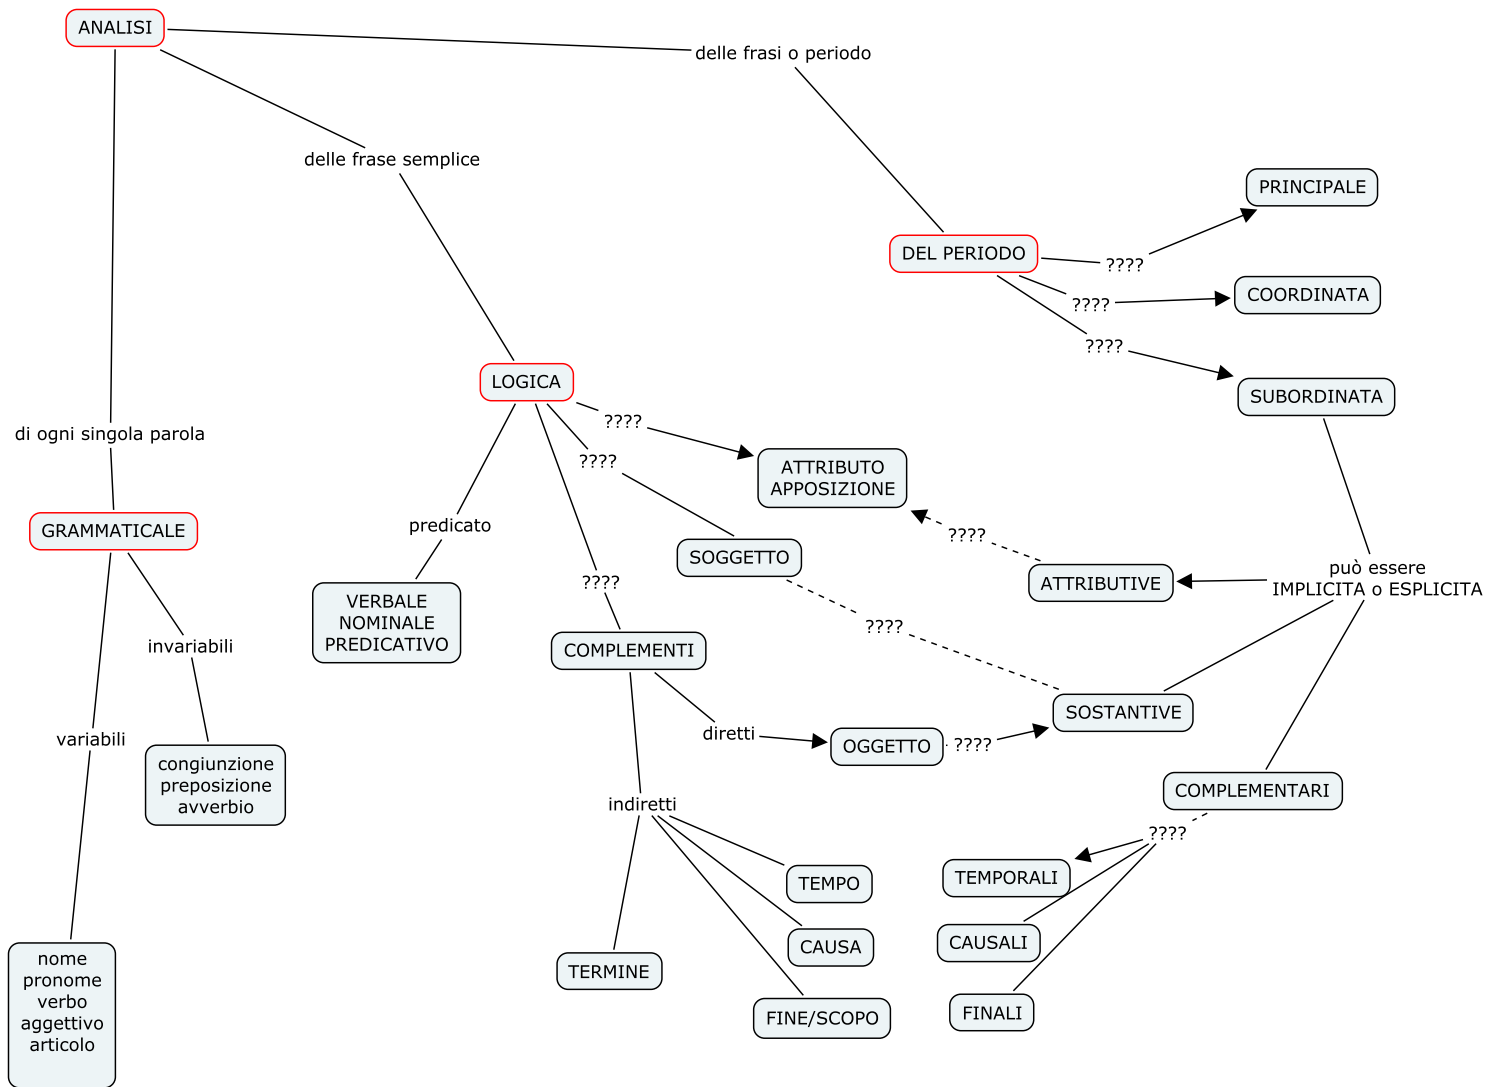 ANALISI
delle frasi o periodo
delle frase semplice
PRINCIPALE
DEL PERIODO
????
COORDINATA
????
????
SUBORDINATA
LOGICA
????
di ogni singola parola
????
ATTRIBUTO
APPOSIZIONE
GRAMMATICALE
predicato
????
SOGGETTO
può essere
IMPLICITA o ESPLICITA
ATTRIBUTIVE
????
VERBALE
NOMINALE
PREDICATIVO
????
invariabili
COMPLEMENTI
SOSTANTIVE
variabili
diretti
OGGETTO
????
congiunzione
preposizione
avverbio
COMPLEMENTARI
indiretti
????
TEMPO
TEMPORALI
CAUSA
CAUSALI
TERMINE
FINE/SCOPO
FINALI
nome
pronome
verbo
aggettivo
articolo